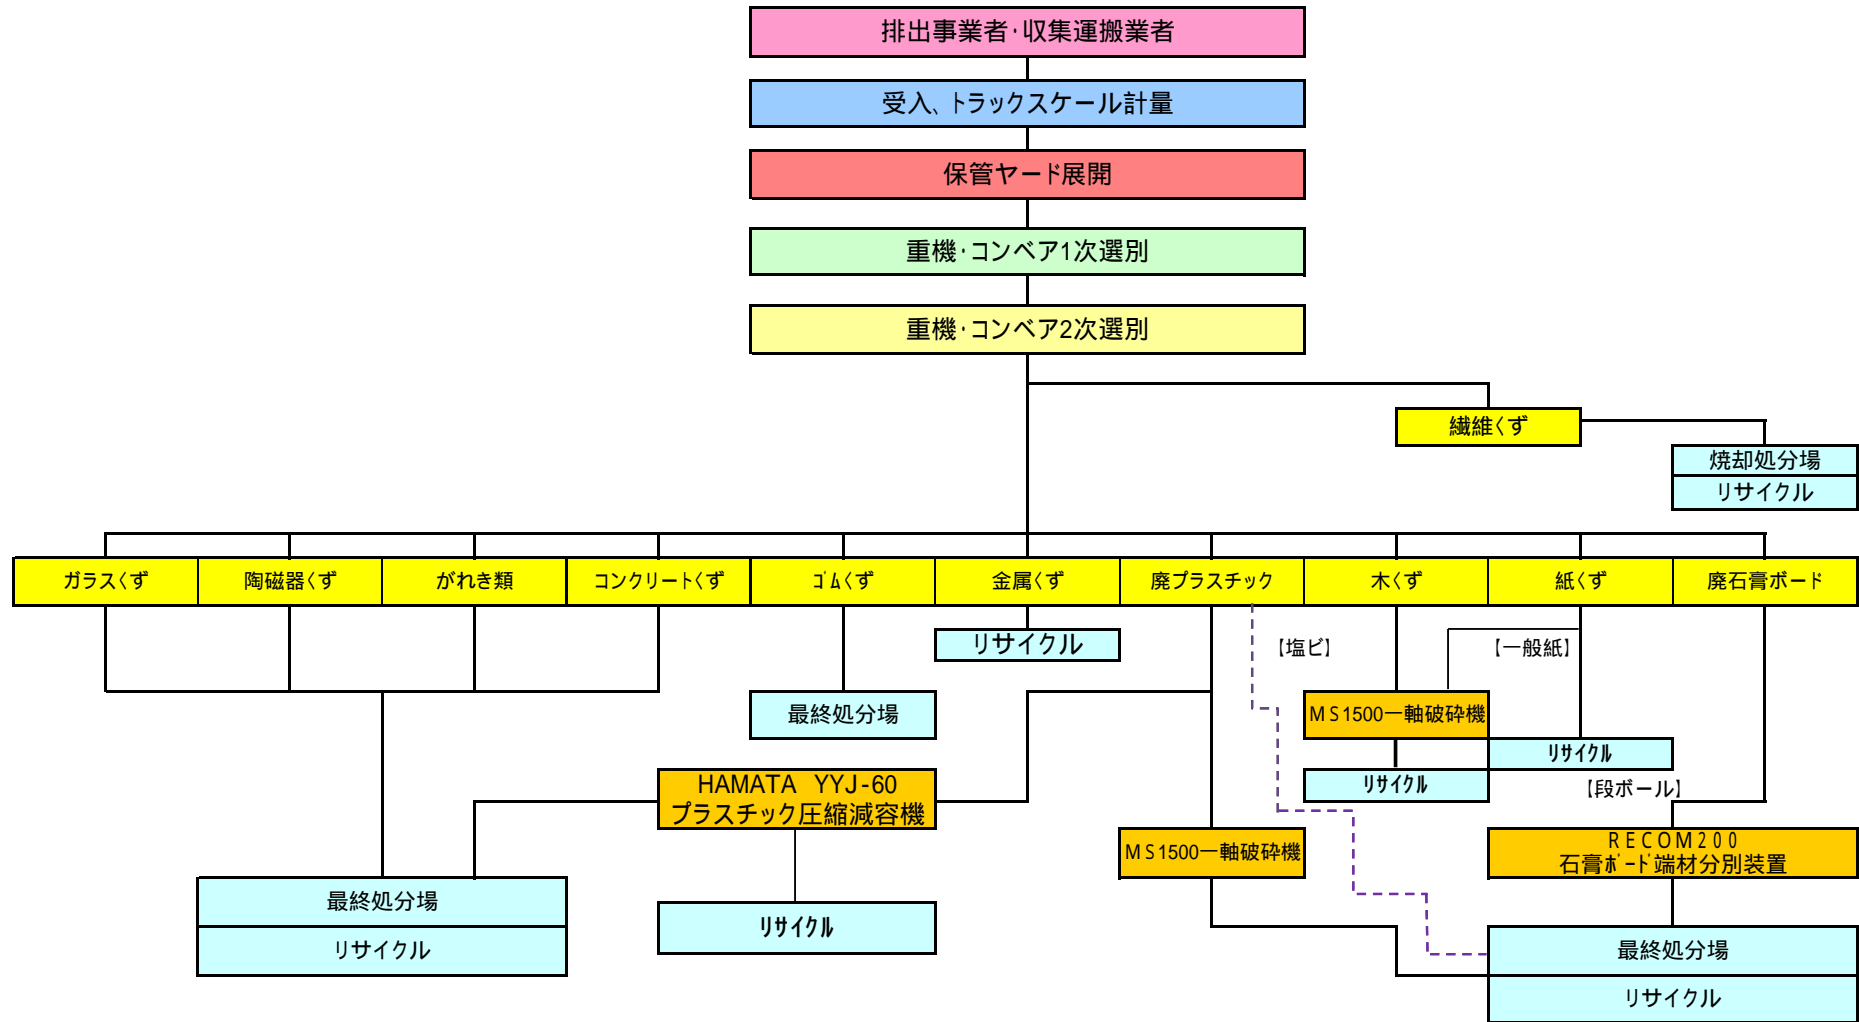 排出事業者・収集運搬業者
受入、トラックスケール計量
保管ヤード展開
重機・コンベア1次選別
重機・コンベア2次選別
繊維くず
焼却処分場
リサイクル
ガラスくず
陶磁器くず
がれき類
コンクリートくず
ゴムくず
金属くず
廃プラスチック
木くず
紙くず
廃石膏ボード
リサイクル
【塩ビ】
【一般紙】
最終処分場
MS1500一軸破砕機
リサイクル
リサイクル
【段ボール】
HAMATA YYJ-60
プラスチック圧縮減容機
MS1500一軸破砕機
RECOM200
石膏ボード端材分別装置
最終処分場
リサイクル
リサイクル
最終処分場
リサイクル